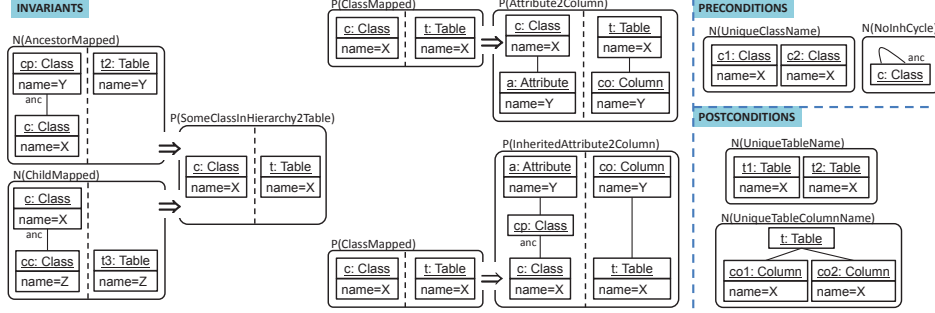 INVARIANTS
N(AncestorMapped)
cp: Class
name=Y
t2: Table
name=Y
anc
c: Class
name=X
N(ChildMapped)
c: Class
name=X
anc
cc: Class
name=Z
t3: Table
name=Z
P(SomeClassInHierarchy2Table)
c: Class
name=X
t: Table
name=X
P(ClassMapped)
c: Class
name=X
t: Table
name=X
P(Attribute2Column)
c: Class
name=X
t: Table
name=X
a: Attribute
name=Y
co: Column
name=Y
P(ClassMapped)
c: Class
name=X
t: Table
name=X
P(InheritedAttribute2Column)
a: Attribute
name=Y
co: Column
name=Y
cp: Class
anc
c: Class
name=X
t: Table
name=X
PRECONDITIONS
N(UniqueClassName)
c1: Class
name=X
c2: Class
name=X
N(NoInhCycle)
anc
c: Class
POSTCONDITIONS
N(UniqueTableName)
t1: Table
name=X
t2: Table
name=X
N(UniqueTableColumnName)
t: Table
co1: Column
name=X
co2: Column
name=X